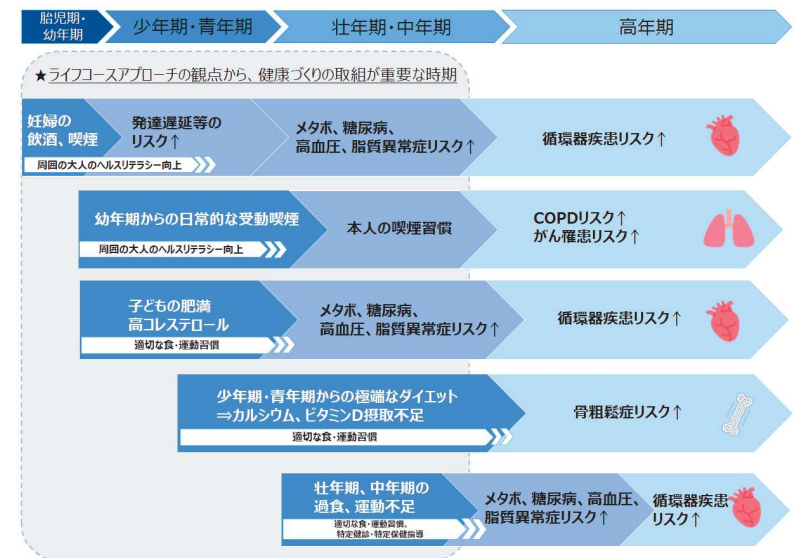 胎児期・
幼年期
少年期・青年期
壮年期・中年期
高年期
★ライフコースアプローチの観点から、健康づくりの取組が重要な時期
妊婦の
飲酒、喫煙
周囲の大人のヘルスリテラシー向上
発達遅延等の
リスク↑
メタボ、糖尿病、
高血圧、脂質異常症リスク↑
循環器疾患リスク↑
幼年期からの日常的な受動喫煙
周囲の大人のヘルスリテラシー向上
本人の喫煙習慣
COPDリスク↑
がん罹患リスク↑
子どもの肥満
高コレステロール
適切な食・運動習慣
メタボ、糖尿病、
高血圧、脂質異常症リスク↑
循環器疾患リスク↑
少年期・青年期からの極端なダイエット
⇒カルシウム、ビタミンD摂取不足
適切な食・運動習慣
骨粗鬆症リスク↑
壮年期、中年期の
過食、運動不足
適切な食・運動習慣、
特定健診・特定保健指導
メタボ、糖尿病、高血圧、
脂質異常症リスク↑
循環器疾患
リスク↑